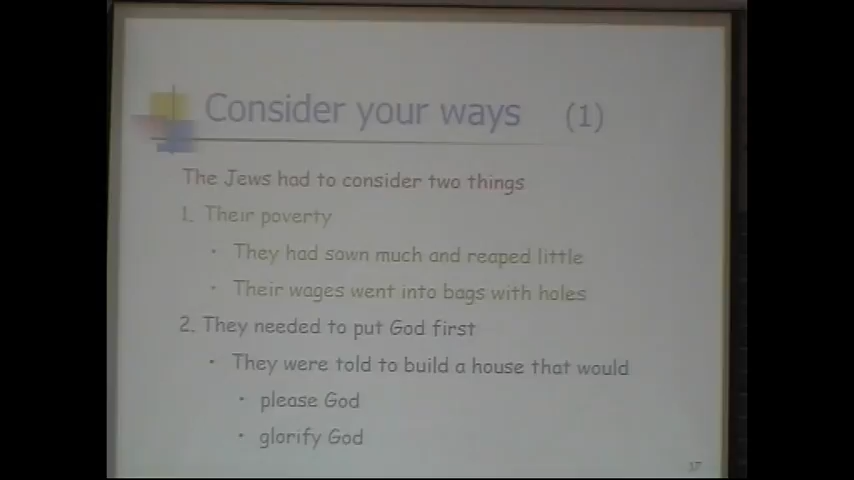 Consider your ways (1)
The Jews had to consider two things
1. Their poverty
• They had sown much and reaped little
• Their wages went into bags with holes
2. They needed to put God first
• They were told to build a house that would
• please God
• glorify God
37